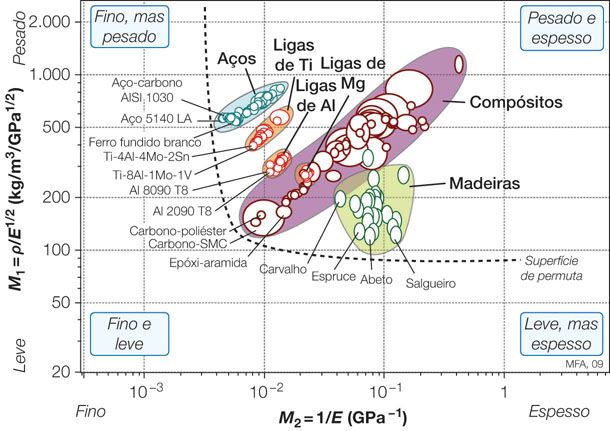 Pesado
2.000
1.000
500
200
100
50
20
Leve
M₁ = ρ/E^1/2 (kg/m³/GPa^1/2)
Fino, mas
pesado
Pesado e
espesso
Fino e
leve
Leve, mas
espesso
Aços
Ligas
de Ti
Ligas de
Mg
Ligas
de Al
Compósitos
Madeiras
Aço-carbono
AISI 1030
Aço 5140 LA
Ferro fundido branco
Ti-4Al-4Mo-2Sn
Ti-8Al-1Mo-1V
Al 8090 T8
Al 2090 T8
Carbono-poliéster
Carbono-SMC
Epóxi-aramida
Carvalho
Espruce
Abeto
Salgueiro
Superfície
de permuta
MFA, 09
10⁻³
10⁻²
10⁻¹
1
Fino
M₂ = 1/E (GPa⁻¹)
Espesso